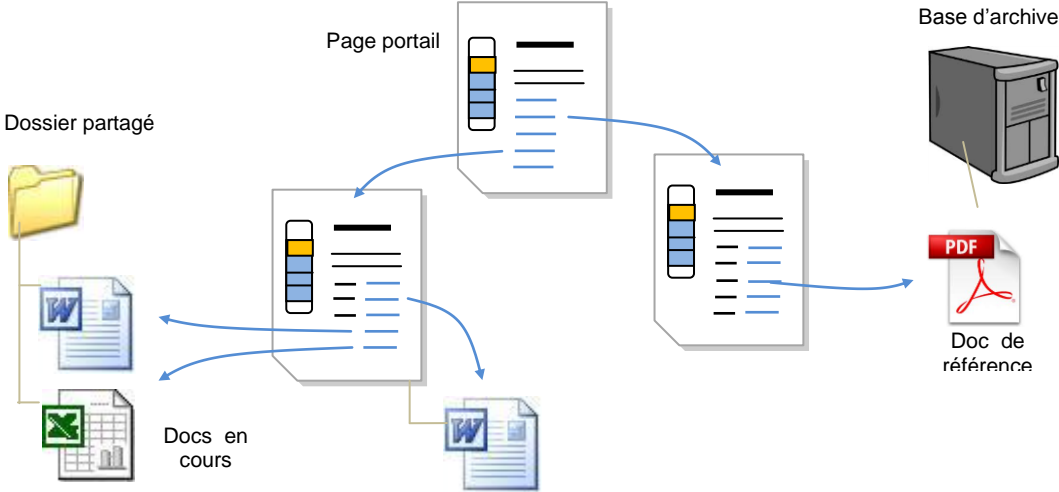 Base d'archive
Page portail
Dossier partagé
PDF
Doc de
référence
W
X
Docs en
cours
W